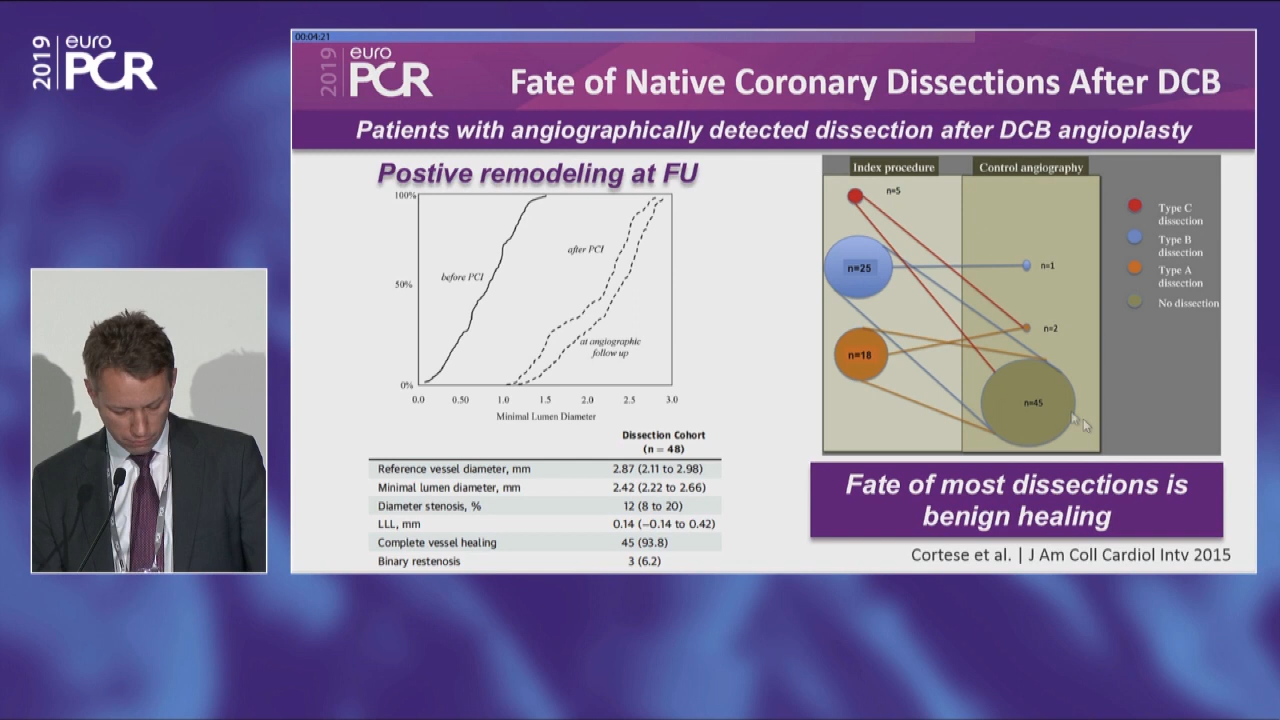 2019
euro
PCR
00:04:21
2019
euro
PCR
Fate of Native Coronary Dissections After DCB
Patients with angiographically detected dissection after DCB angioplasty
Postive remodeling at FU
100%
50%
0%
before PCI
after PCI
at angiographic
follow up
0.0 0.50 1.0 1.5 2.0 2.5 3.0
Minimal Lumen Diameter
Dissection Cohort
(n = 48)
Reference vessel diameter, mm 2.87 (2.11 to 2.98)
Minimal lumen diameter, mm 2.42 (2.22 to 2.66)
Diameter stenosis, % 12 (8 to 20)
LLL, mm 0.14 (−0.14 to 0.42)
Complete vessel healing 45 (93.8)
Binary restenosis 3 (6.2)
Index procedure Control angiography
n=5
n=25
n=18
n=1
n=2
n=45
Type C
dissection
Type B
dissection
Type A
dissection
No dissection
Fate of most dissections is
benign healing
Cortese et al. | J Am Coll Cardiol Intv 2015